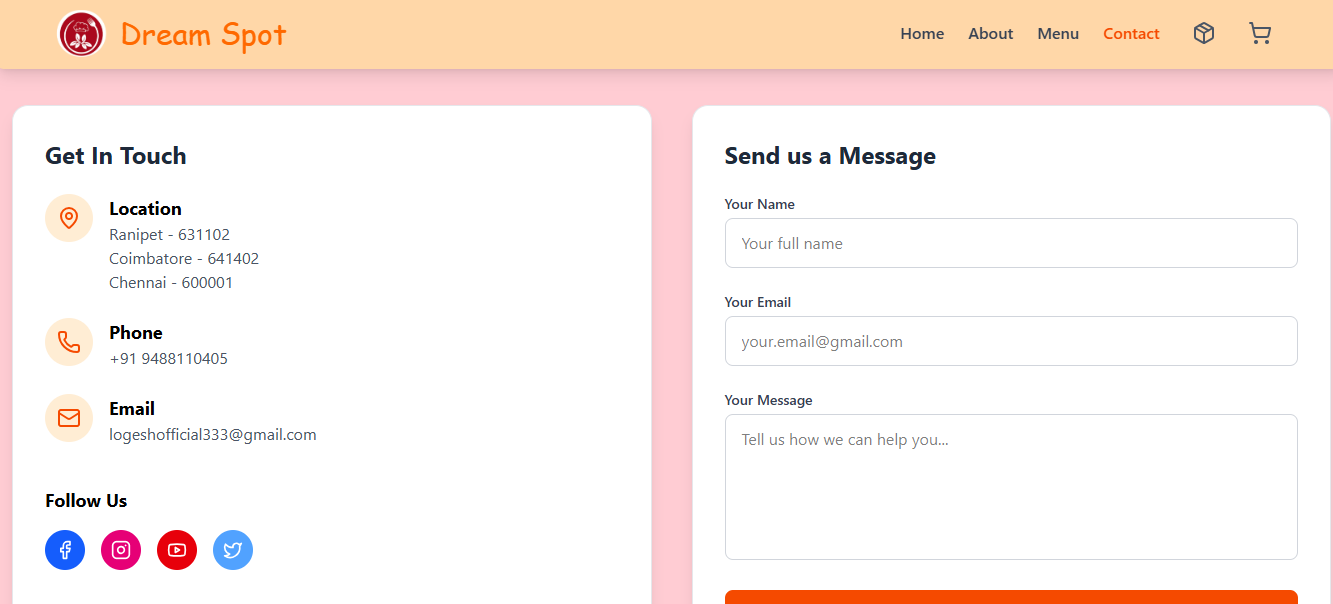 Dream Spot
Home
About
Menu
Contact
Get In Touch
Location
Ranipet - 631102
Coimbatore - 641402
Chennai - 600001
Phone
+91 9488110405
Email
logeshofficial333@gmail.com
Follow Us
Send us a Message
Your Name
Your full name
Your Email
your.email@gmail.com
Your Message
Tell us how we can help you...